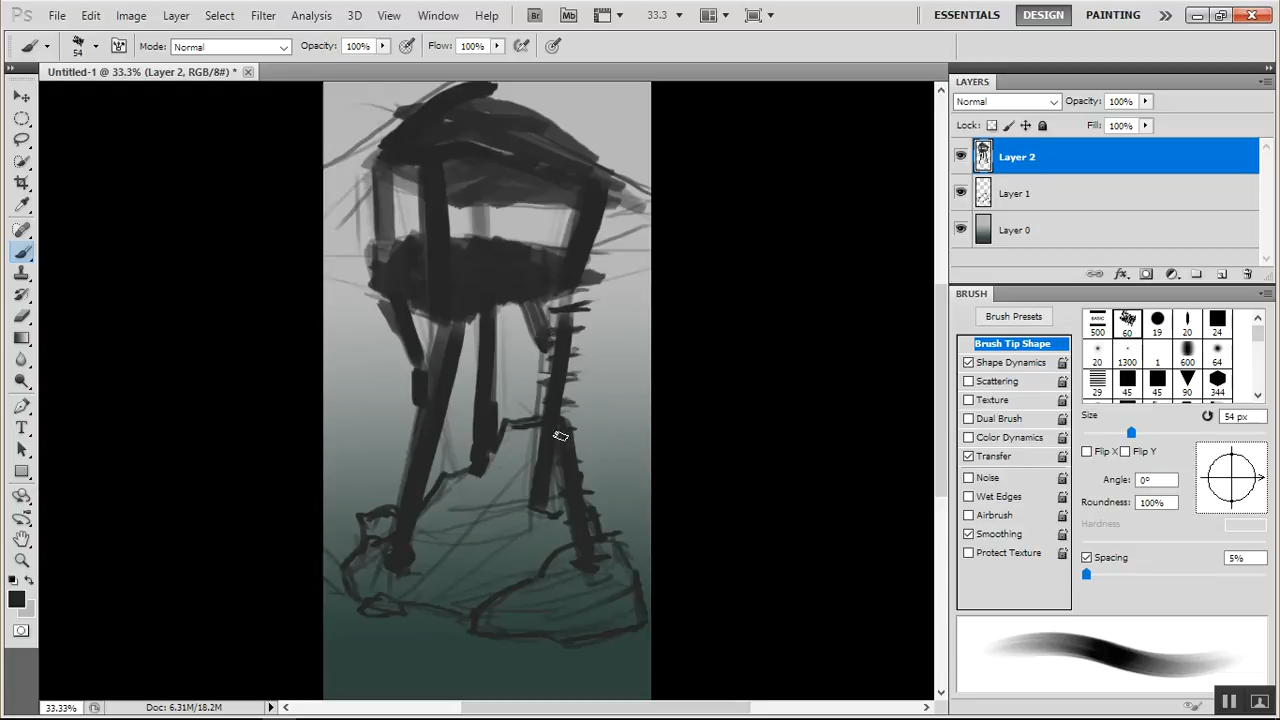 Ps File Edit Image Layer Select Filter Analysis 3D View Window Help Br Mb 33.3 ESSENTIALS DESIGN PAINTING
54 Mode: Normal Opacity: 100% Flow: 100%
Untitled-1 @ 33.3% (Layer 2, RGB/8#) *
LAYERS
Normal Opacity: 100%
Lock: Fill: 100%
Layer 2
Layer 1
Layer 0
fx
BRUSH
Brush Presets
BASIC
500 60 19 20 24
20 1300 1 600 64
29 45 45 90 344
Brush Tip Shape
Shape Dynamics
Scattering
Texture
Dual Brush
Color Dynamics
Transfer
Noise
Wet Edges
Airbrush
Smoothing
Protect Texture
Size 54 px
Flip X Flip Y
Angle: 0°
Roundness: 100%
Hardness
Spacing 5%
T
33.33% Doc: 6.31M/18.2M